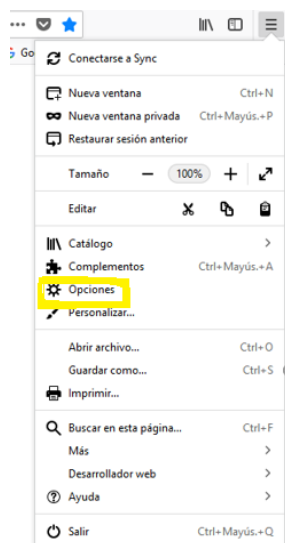 Go
Conectarse a Sync
Nueva ventana Ctrl+N
Nueva ventana privada Ctrl+Mayús.+P
Restaurar sesión anterior
Tamaño — 100% +
Editar
Catálogo >
Complementos Ctrl+Mayús.+A
Opciones
Personalizar...
Abrir archivo... Ctrl+O
Guardar como... Ctrl+S
Imprimir...
Buscar en esta página... Ctrl+F
Más >
Desarrollador web >
Ayuda >
Salir Ctrl+Mayús.+Q